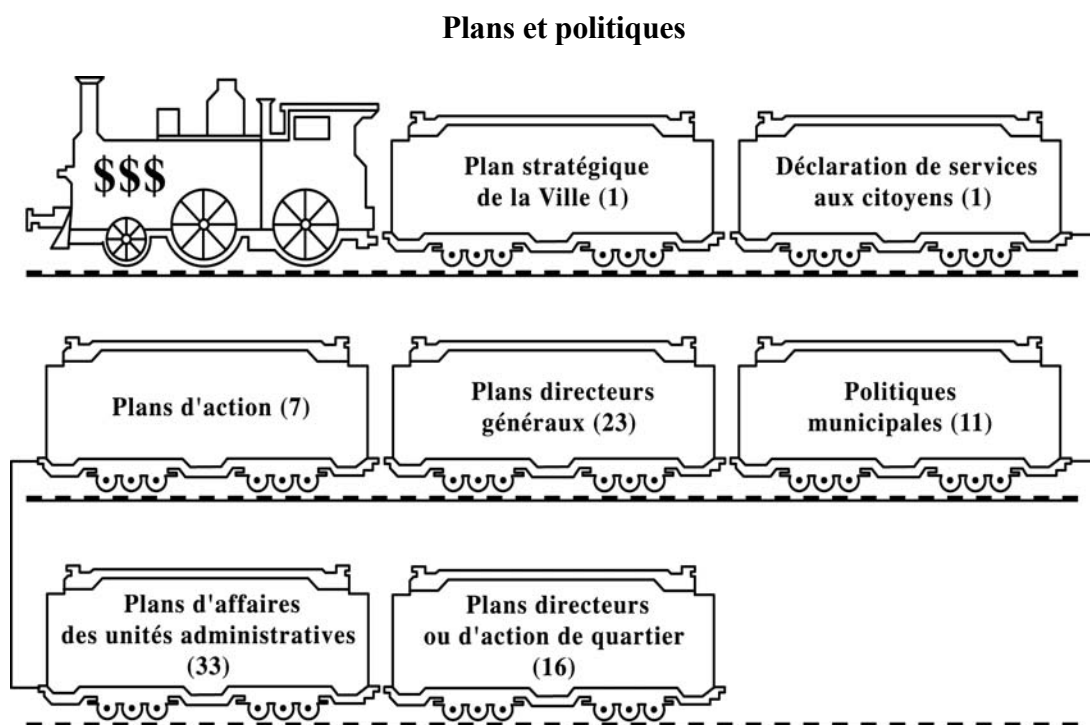 Plans et politiques
$$$
Plan stratégique
de la Ville (1)
Déclaration de services
aux citoyens (1)
Plans d'action (7)
Plans directeurs
généraux (23)
Politiques
municipales (11)
Plans d'affaires
des unités administratives
(33)
Plans directeurs
ou d'action de quartier
(16)